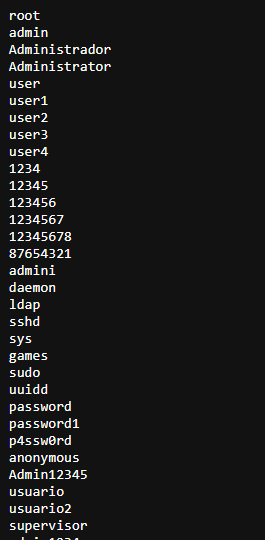 root
admin
Administrador
Administrator
user
user1
user2
user3
user4
1234
12345
123456
1234567
12345678
87654321
admini
daemon
ldap
sshd
sys
games
sudo
uuidd
password
password1
p4ssw0rd
anonymous
Admin12345
usuario
usuario2
supervisor